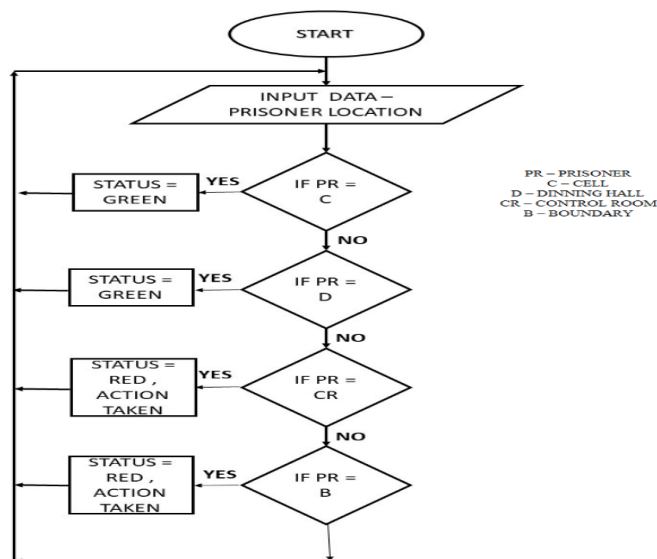 START
INPUT DATA –
PRISONER LOCATION
IF PR =
C
YES
STATUS =
GREEN
NO
IF PR =
D
YES
STATUS =
GREEN
NO
IF PR =
CR
YES
STATUS =
RED ,
ACTION
TAKEN
NO
IF PR =
B
YES
STATUS =
RED ,
ACTION
TAKEN
PR – PRISONER
C – CELL
D – DINNING HALL
CR – CONTROL ROOM
B – BOUNDARY